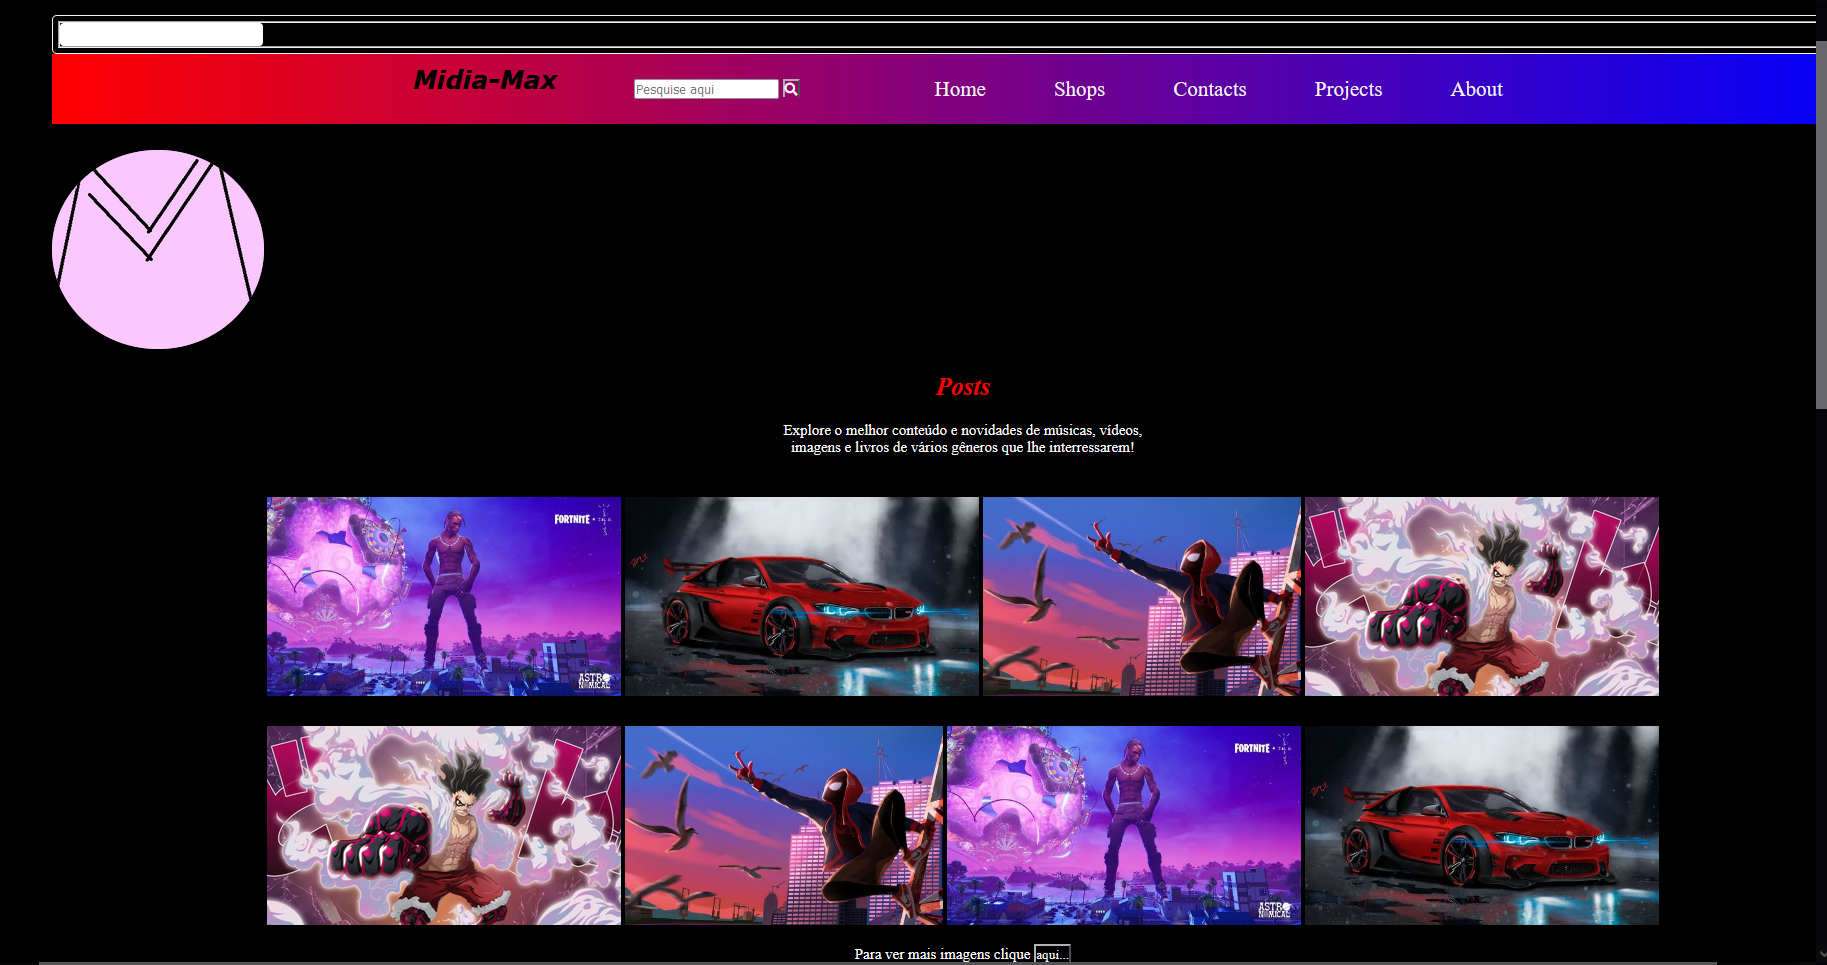 Midia-Max
Pesquise aqui
Home Shops Contacts Projects About
Posts
Explore o melhor conteúdo e novidades de músicas, vídeos,
imagens e livros de vários gêneros que lhe interressarem!
FORTNITE
ASTRONOMICAL
FORTNITE
ASTRONOMICAL
Para ver mais imagens clique aqui...